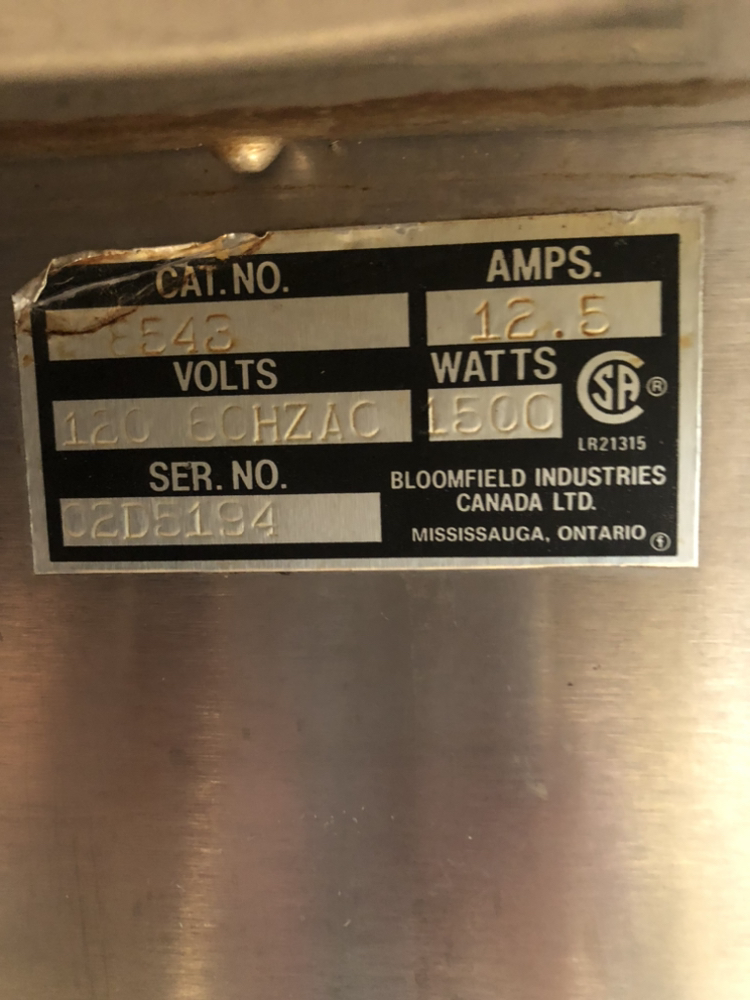 CAT. NO. AMPS.
8543 12.5
VOLTS WATTS
120 60HZAC 1500
SA ®
LR21315
SER. NO. BLOOMFIELD INDUSTRIES
02D5194 CANADA LTD.
MISSISSAUGA, ONTARIO